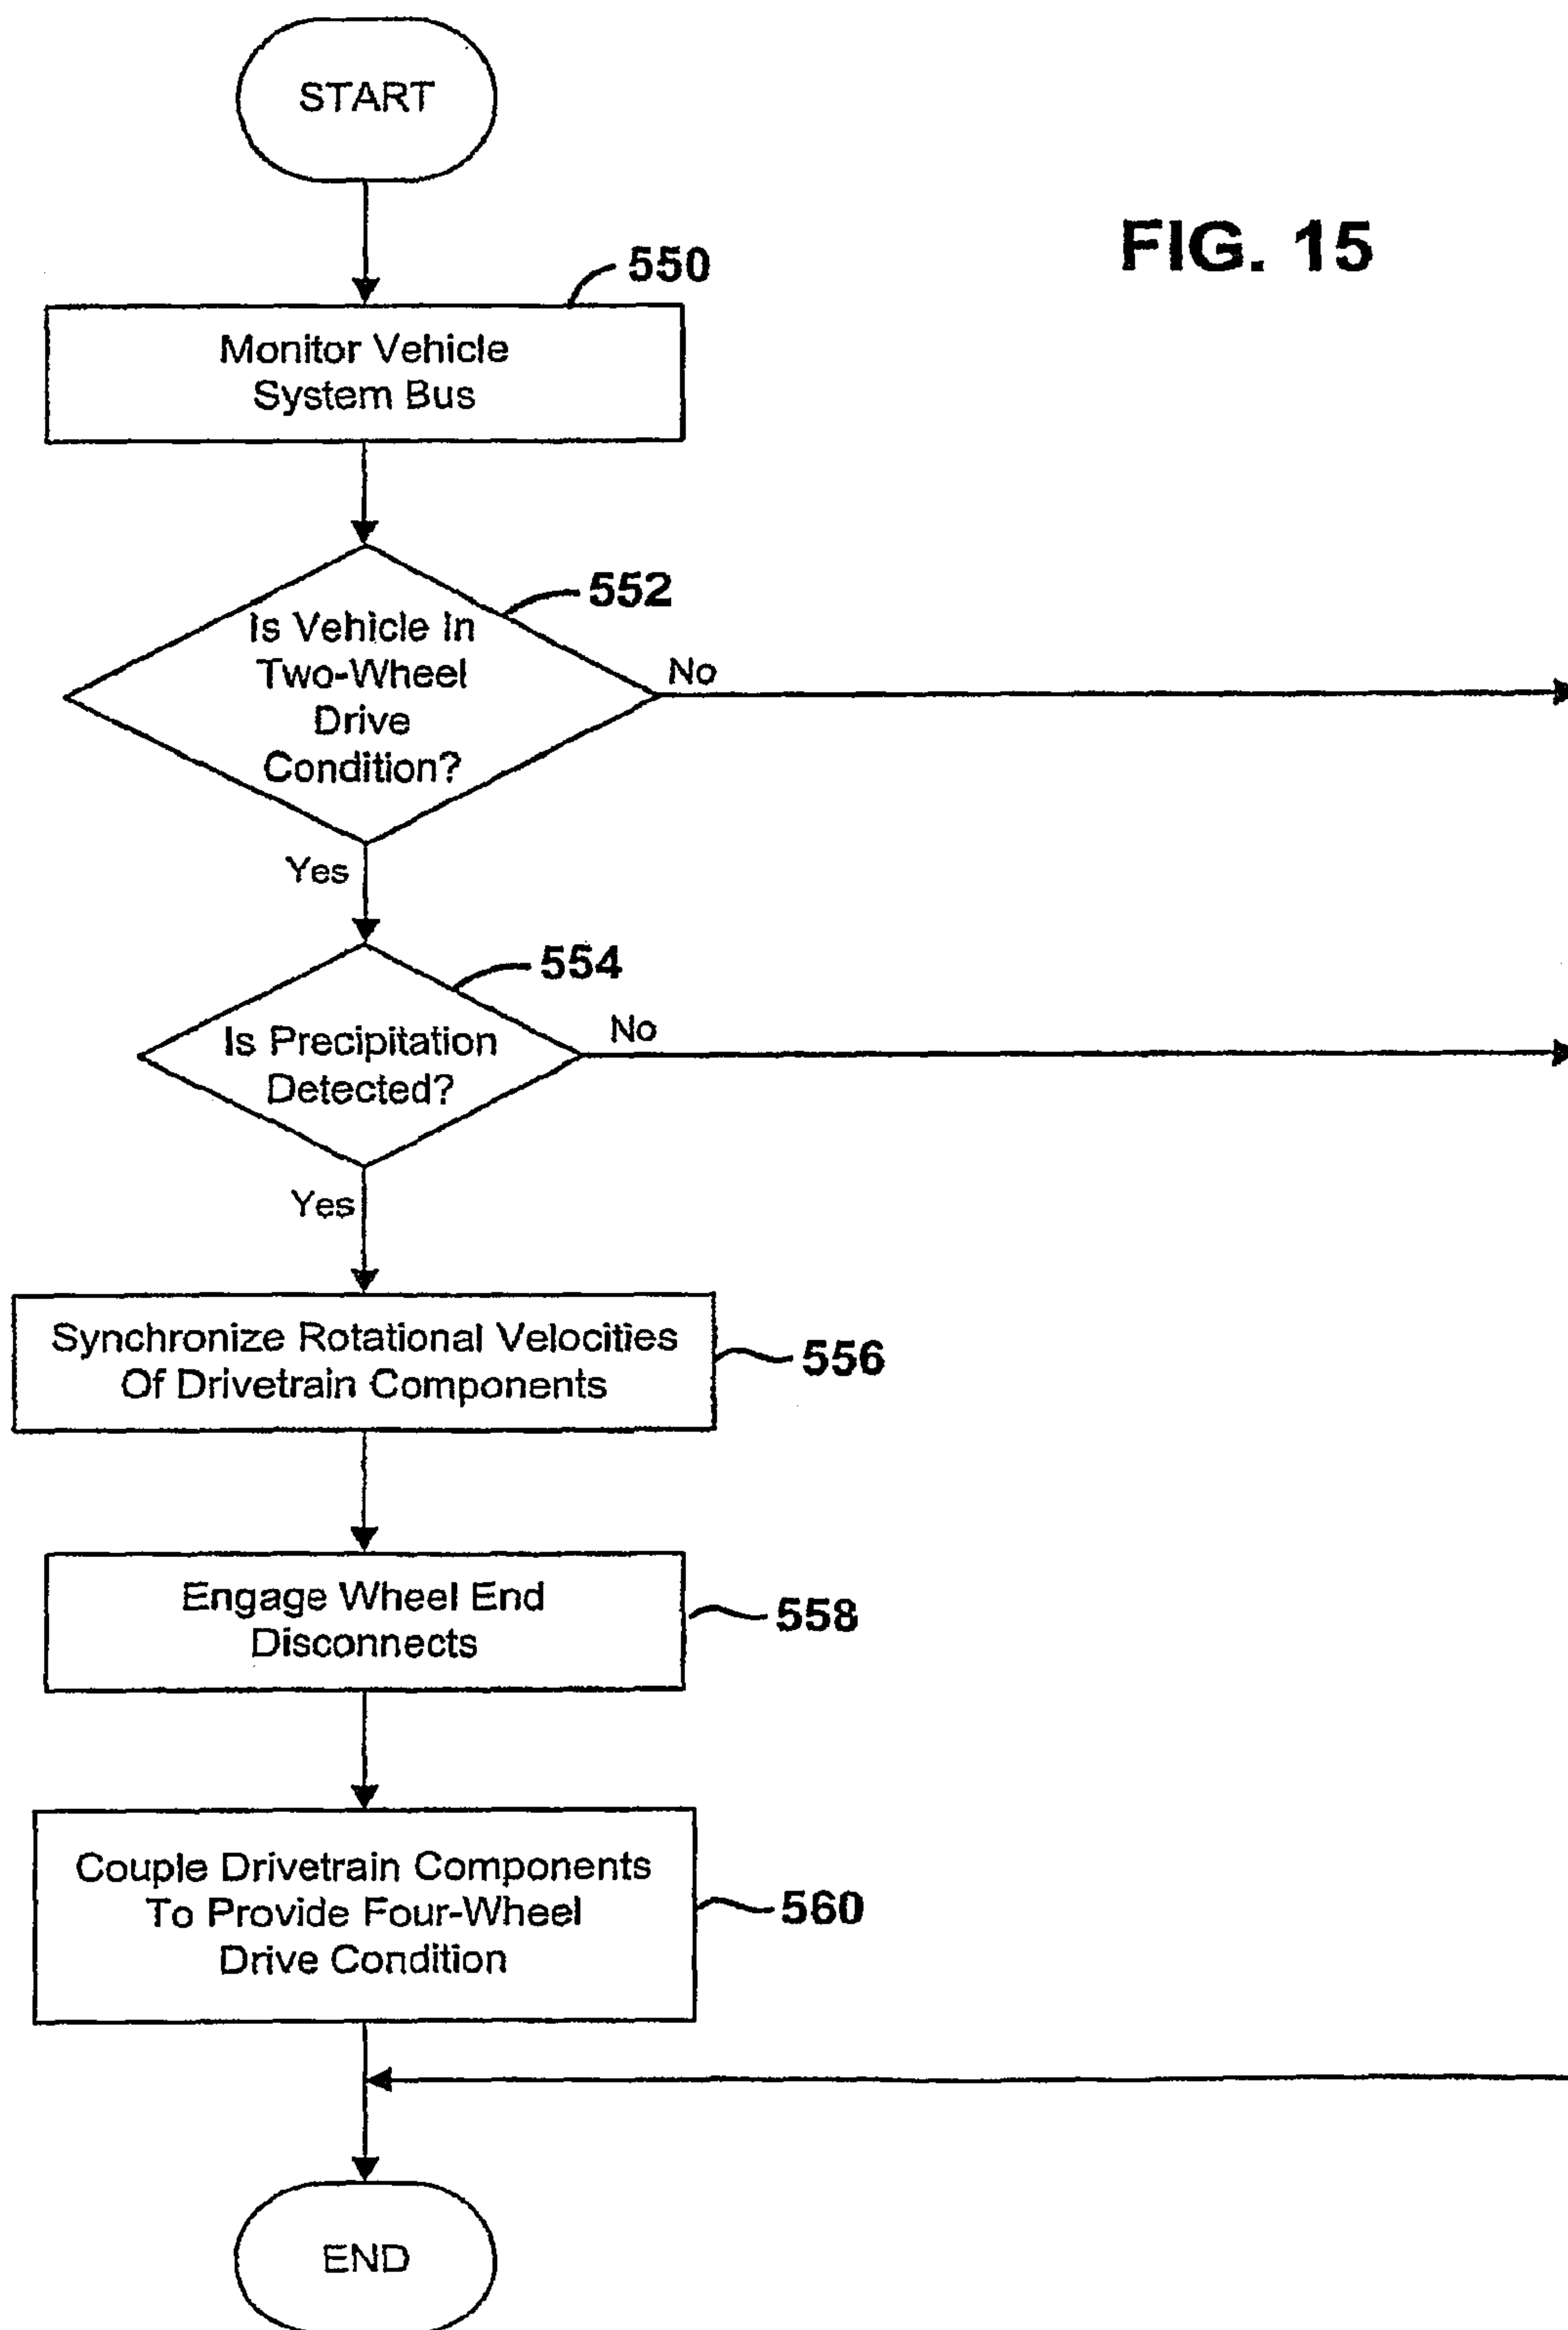 START
FIG. 15
550
Monitor Vehicle
System Bus
552
Is Vehicle In
Two-Wheel
Drive
Condition?
No
Yes
554
Is Precipitation
Detected?
No
Yes
Synchronize Rotational Velocities
Of Drivetrain Components
556
Engage Wheel End
Disconnects
558
Couple Drivetrain Components
To Provide Four-Wheel
Drive Condition
560
END